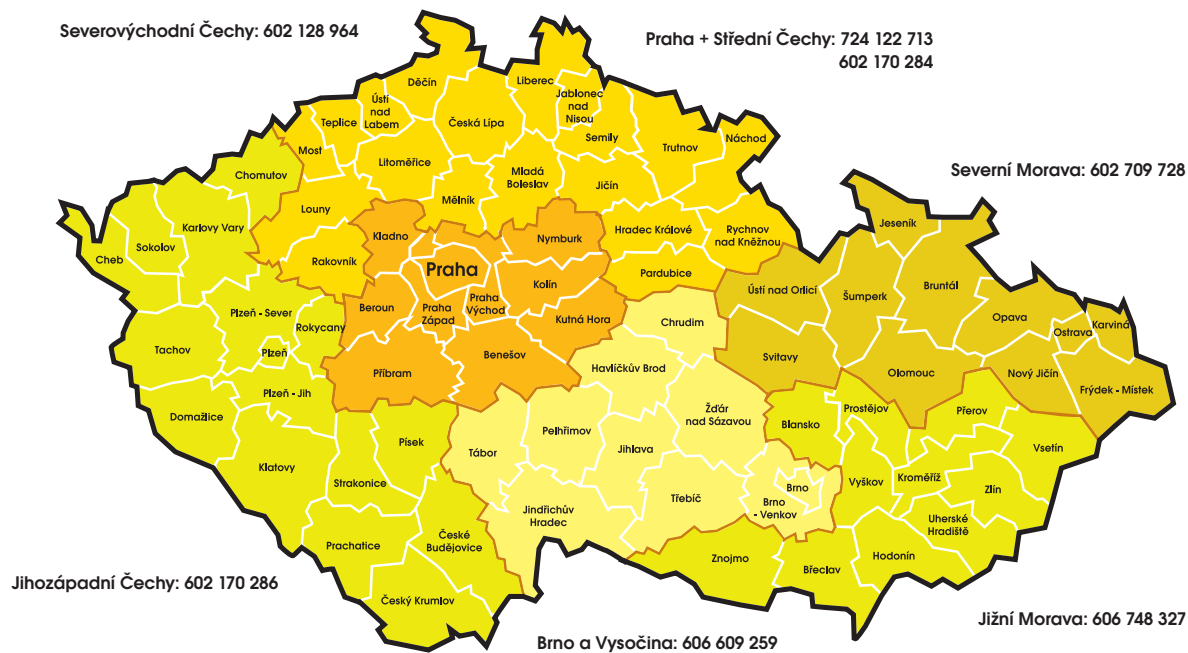 Severovýchodní Čechy: 602 128 964
Praha + Střední Čechy: 724 122 713
602 170 284
Severní Morava: 602 709 728
Děčín
Liberec
Jablonec
nad
Nisou
Ústí
nad
Labem
Teplice
Česká Lípa
Semily
Trutnov
Náchod
Most
Litoměřice
Mladá
Boleslav
Jičín
Chomutov
Mělník
Louny
Karlovy Vary
Sokolov
Cheb
Kladno
Nymburk
Hradec Králové
Rychnov
nad Kněžnou
Jeseník
Rakovník
Praha
Pardubice
Kolín
Beroun
Praha
Západ
Praha
Východ
Kutná Hora
Ústí nad Orlicí
Šumperk
Bruntál
Plzeň - Sever
Rokycany
Chrudim
Opava
Ostrava
Karviná
Tachov
Plzeň
Benešov
Svitavy
Příbram
Havlíčkův Brod
Olomouc
Nový Jičín
Frýdek - Místek
Plzeň - Jih
Domažlice
Žďár
nad Sázavou
Prostějov
Přerov
Blansko
Písek
Pelhřimov
Tábor
Jihlava
Vsetín
Klatovy
Strakonice
Vyškov
Kroměříž
Zlín
Třebíč
Brno
Brno
- Venkov
Jindřichův
Hradec
Uherské
Hradiště
České
Budějovice
Prachatice
Znojmo
Břeclav
Hodonín
Český Krumlov
Jihozápadní Čechy: 602 170 286
Jižní Morava: 606 748 327
Brno a Vysočina: 606 609 259